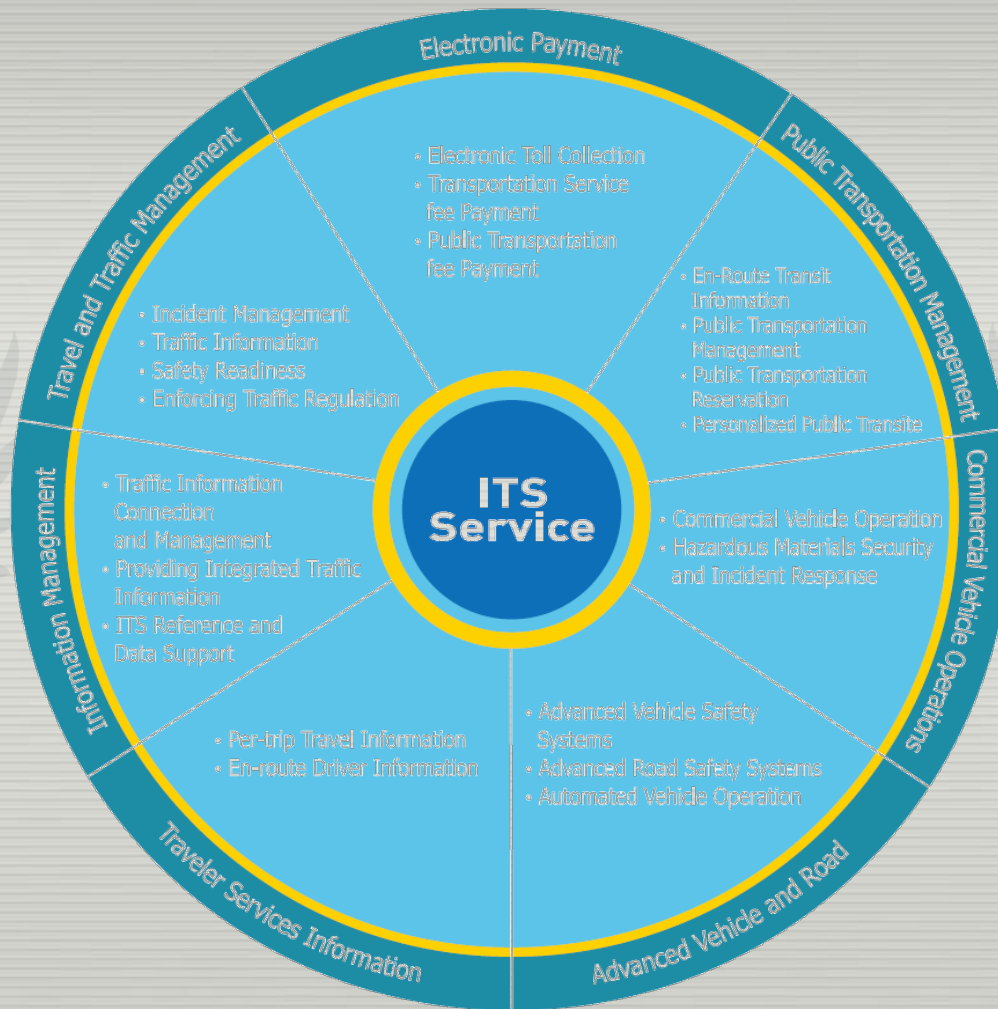 Electronic Payment
• Electronic Toll Collection
• Transportation Service
fee Payment
• Public Transportation
fee Payment
Public Transportation Management
• En-Route Transit
Information
• Public Transportation
Management
• Public Transportation
Reservation
• Personalized Public Transite
Commercial Vehicle Operations
• Commercial Vehicle Operation
• Hazardous Materials Security
and Incident Response
Advanced Vehicle and Road
• Advanced Vehicle Safety
Systems
• Advanced Road Safety Systems
• Automated Vehicle Operation
Traveler Services Information
• Per-trip Travel Information
• En-route Driver Information
Information Management
• Traffic Information
Connection
and Management
• Providing Integrated Traffic
Information
• ITS Reference and
Data Support
Travel and Traffic Management
• Incident Management
• Traffic Information
• Safety Readiness
• Enforcing Traffic Regulation
ITS
Service